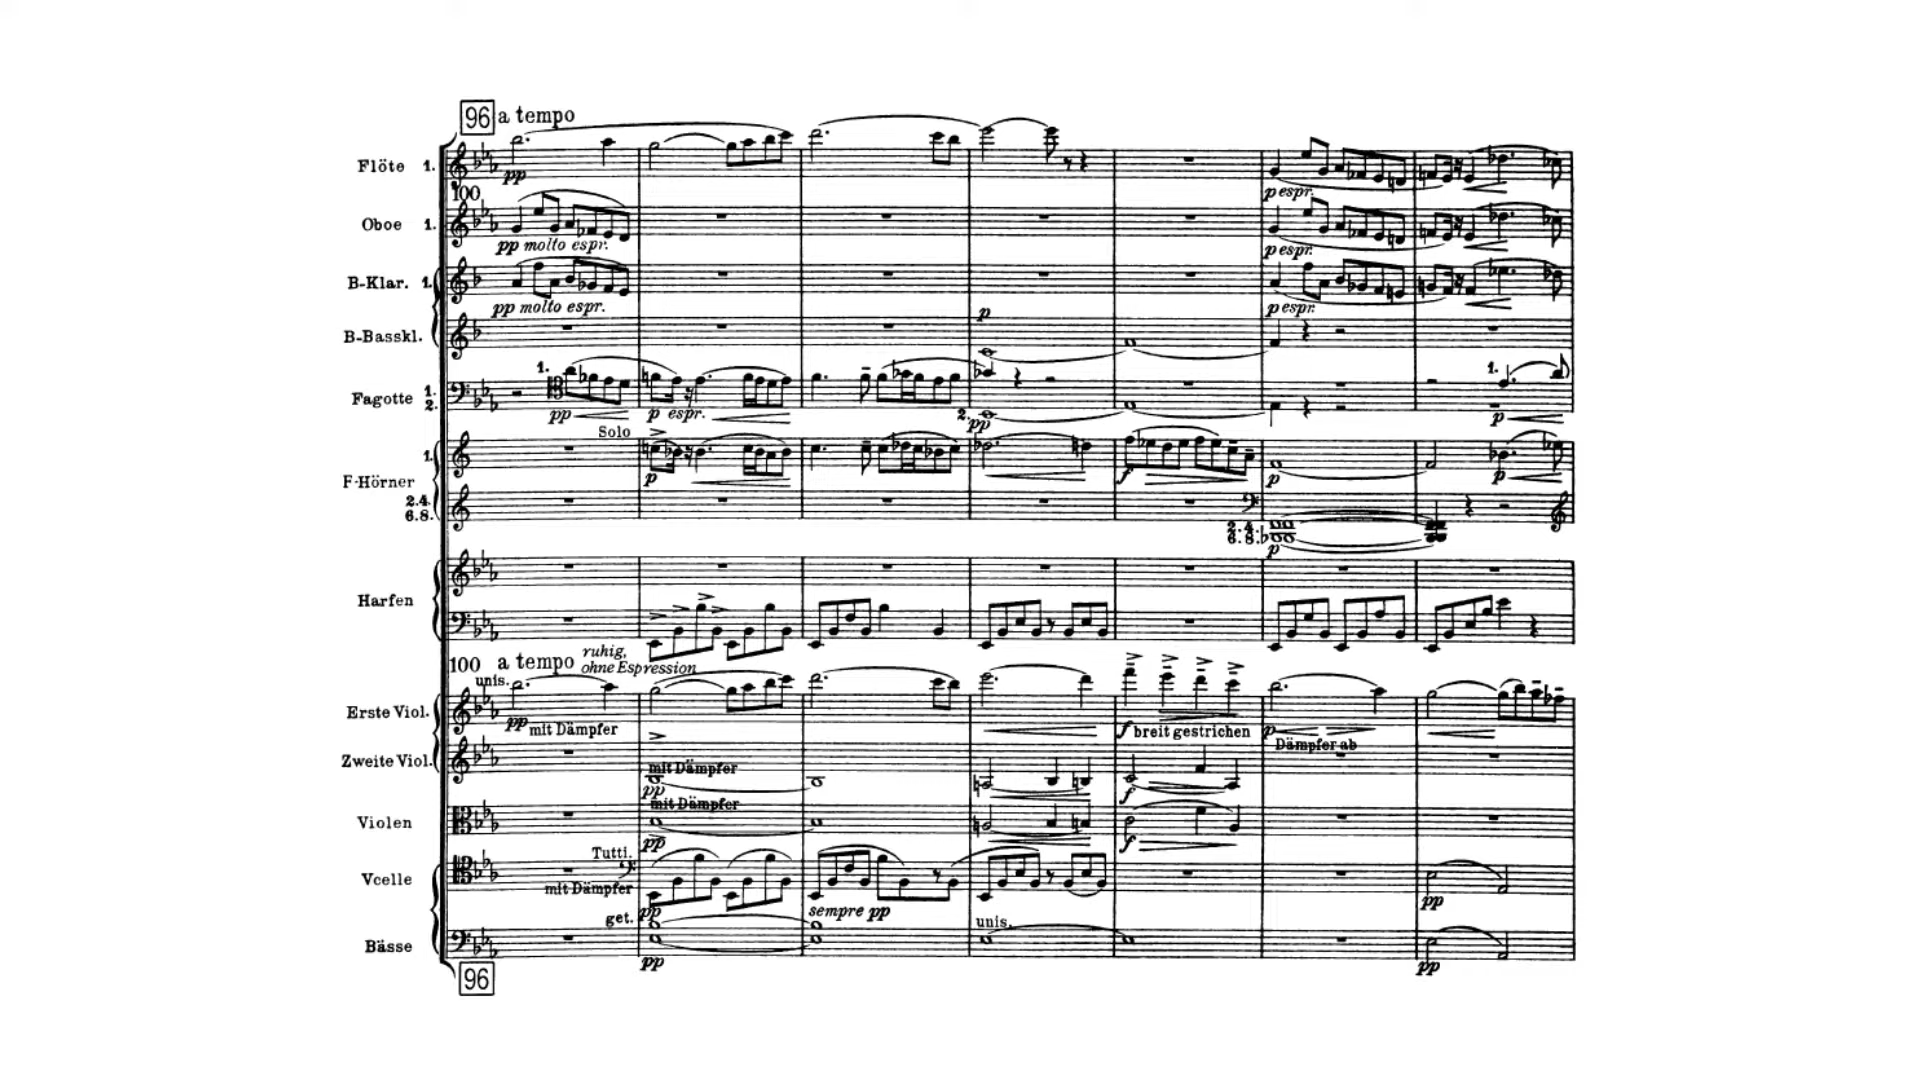 96 a tempo
Flöte 1.
pp
p espr.
100
Oboe 1.
pp molto espr.
p espr.
B-Klar. 1.
pp molto espr.
p
p espr.
B-Basskl.
1.
1.
Fagotte 1. 2.
pp
p espr.
2.
pp
p
Solo
1.
p
f
p
p
F-Hörner
2.4.
6.8.
2.4.
6.8.
p
Harfen
100 a tempo
ruhig,
ohne Espression
unis.
Erste Viol.
pp mit Dämpfer
f breit gestrichen
p
Dämpfer ab
Zweite Viol.
mit Dämpfer
pp
f
mit Dämpfer
Violen
pp
f
Tutti.
Vcelle
mit Dämpfer
pp
sempre pp
pp
get.
unis.
Bässe
pp
pp
96